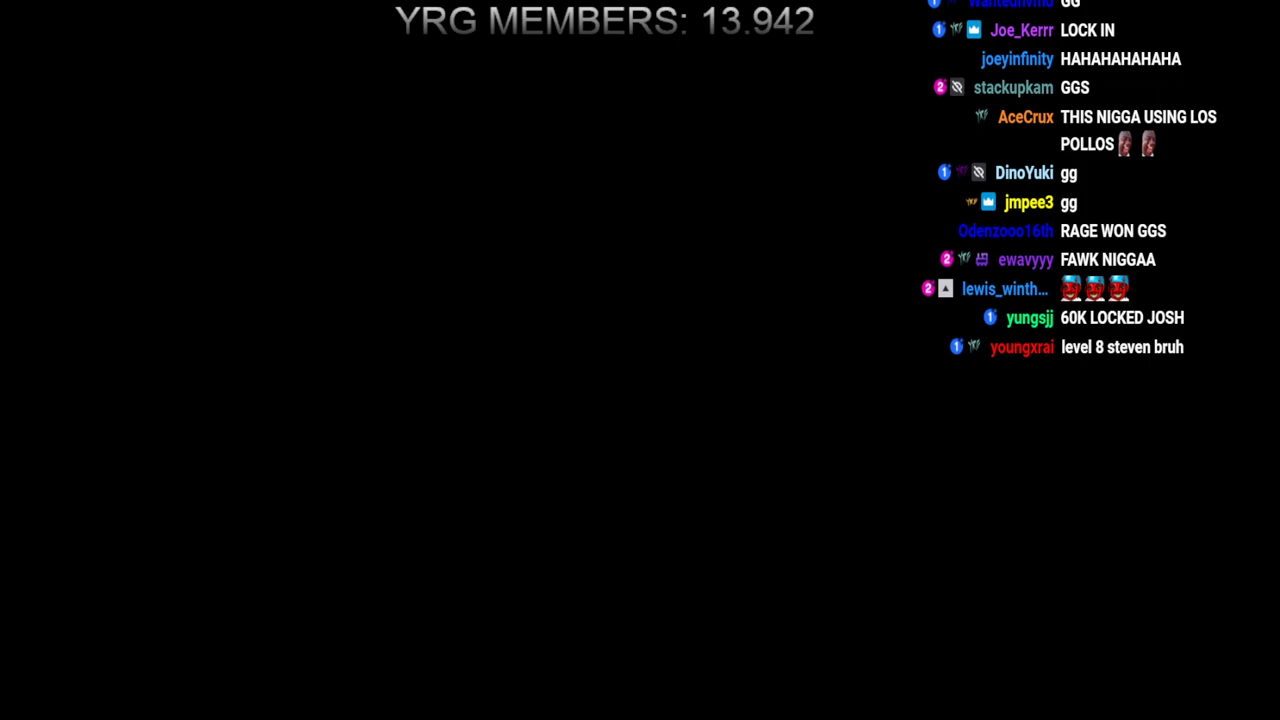 YRG MEMBERS: 13.942
GG
Joe_Kerrr LOCK IN
joeyinfinity HAHAHAHAHAHA
stackupkam GGS
AceCrux THIS NIGGA USING LOS
POLLOS
DinoYuki gg
jmpee3 gg
Odenzooo16th RAGE WON GGS
ewavyyy FAWK NIGGAA
lewis_winth...
yungsjj 60K LOCKED JOSH
youngxrai level 8 steven bruh